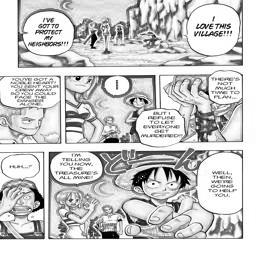 LOVE THIS
VILLAGE!!!
I'VE
GOT TO
PROTECT
MY
NEIGHBORS!!!
THERE'S
NOT
MUCH
TIME TO
PLAN...
BUT I
REFUSE
TO LET
EVERYONE
GET
MURDERED!!
!
YOU'VE GOT A
NOBLE HEART!
YOU SENT YOUR
CREW AWAY
SO YOU COULD
FACE THE
DANGER
ALONE.
WELL,
THEN,
WE'RE
GOING TO
HELP
YOU.
I'M
TELLING
YOU NOW,
THE
TREASURE'S
ALL MINE!
HUH...?